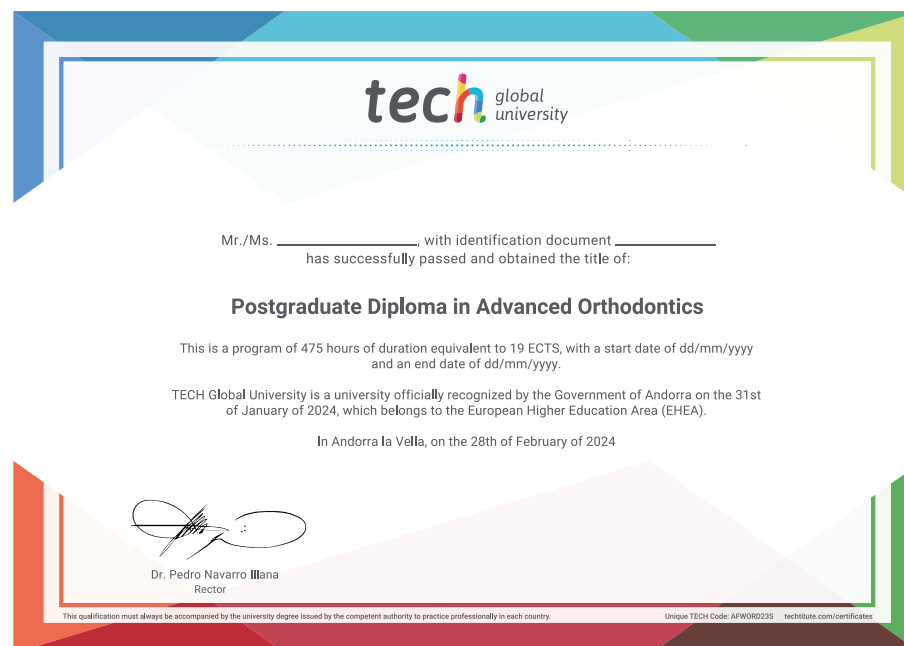 tech global university
Mr./Ms. ____________, with identification document ____________
has successfully passed and obtained the title of:
Postgraduate Diploma in Advanced Orthodontics
This is a program of 475 hours of duration equivalent to 19 ECTS, with a start date of dd/mm/yyyy
and an end date of dd/mm/yyyy.
TECH Global University is a university officially recognized by the Government of Andorra on the 31st
of January of 2024, which belongs to the European Higher Education Area (EHEA).
In Andorra la Vella, on the 28th of February of 2024
Dr. Pedro Navarro Illana
Rector
This qualification must always be accompanied by the university degree issued by the competent authority to practice professionally in each country.
Unique TECH Code: AFWORD23S techtitute.com/certificates